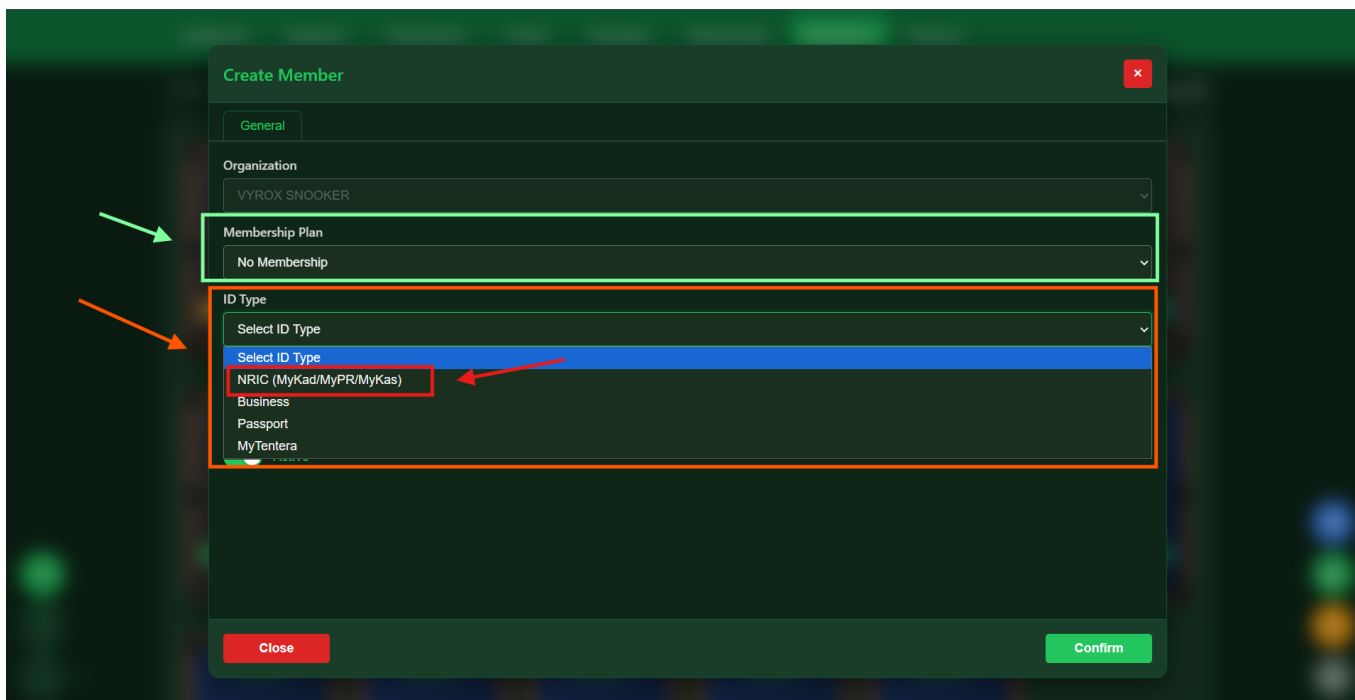 Create Member
×
General
Organization
VYROX SNOOKER
Membership Plan
No Membership
ID Type
Select ID Type
Select ID Type
NRIC (MyKad/MyPR/MyKas)
Business
Passport
MyTentera
Close
Confirm